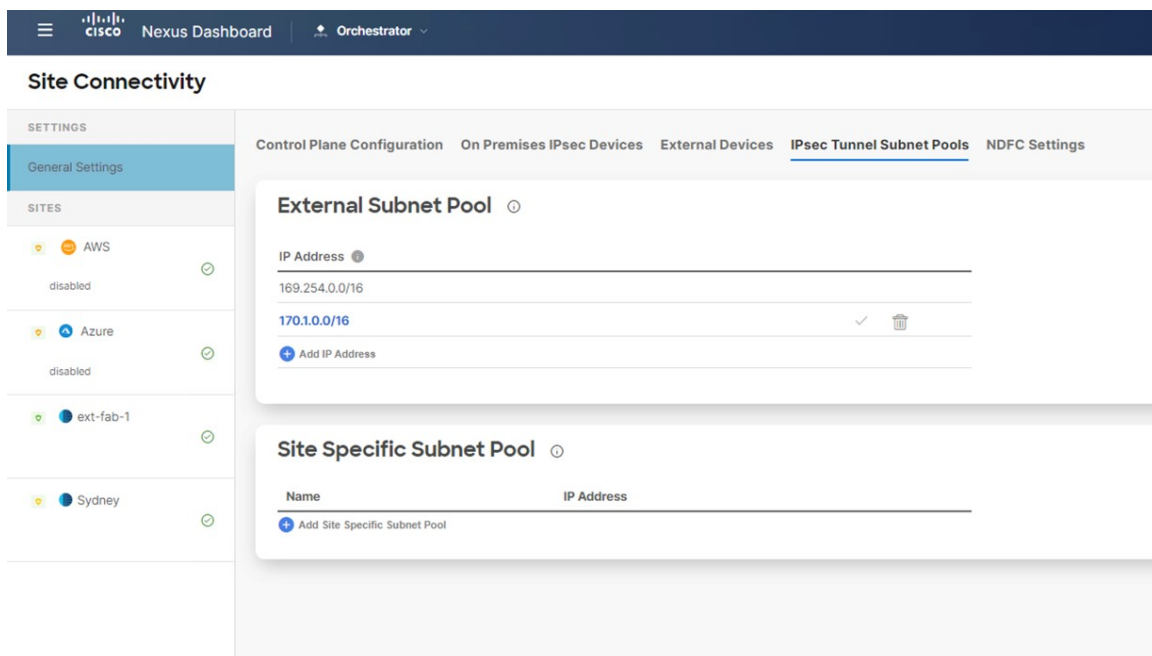 cisco Nexus Dashboard Orchestrator
Site Connectivity
SETTINGS
General Settings
SITES
AWS
disabled
Azure
disabled
ext-fab-1
Sydney
Control Plane Configuration On Premises IPsec Devices External Devices IPsec Tunnel Subnet Pools NDFC Settings
External Subnet Pool
IP Address
169.254.0.0/16
170.1.0.0/16
Add IP Address
Site Specific Subnet Pool
Name IP Address
Add Site Specific Subnet Pool